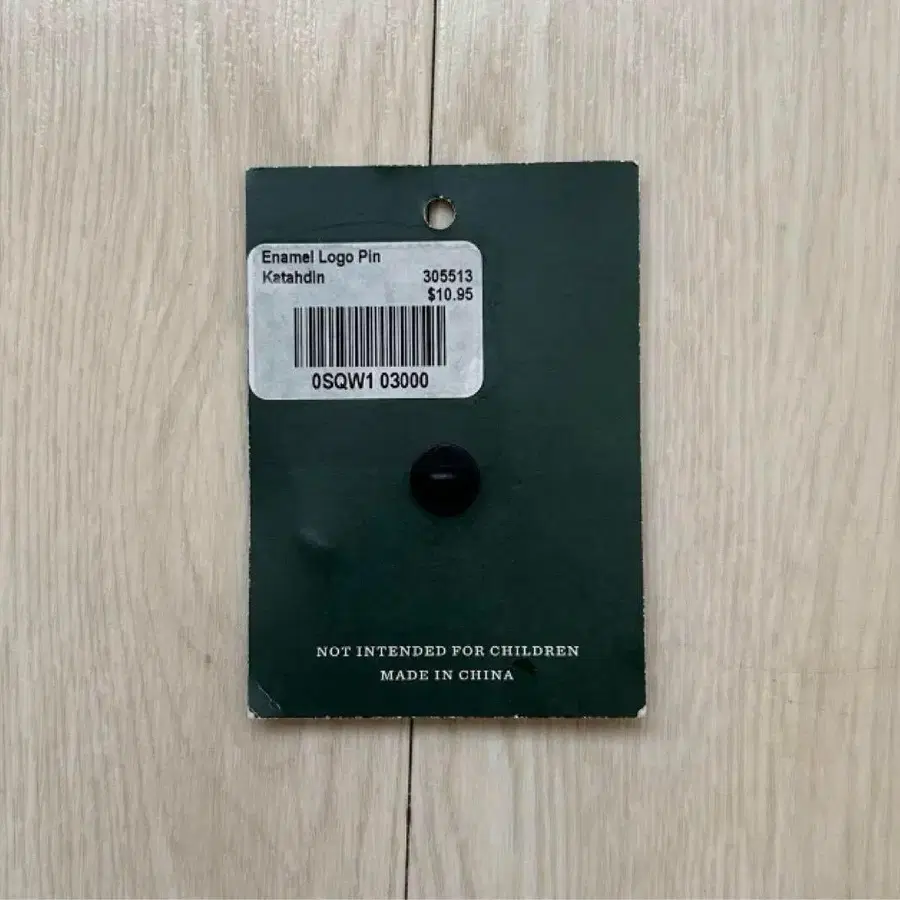 Enamel Logo Pin
Katahdin 305513
$10.95
0SQW1 03000
NOT INTENDED FOR CHILDREN
MADE IN CHINA